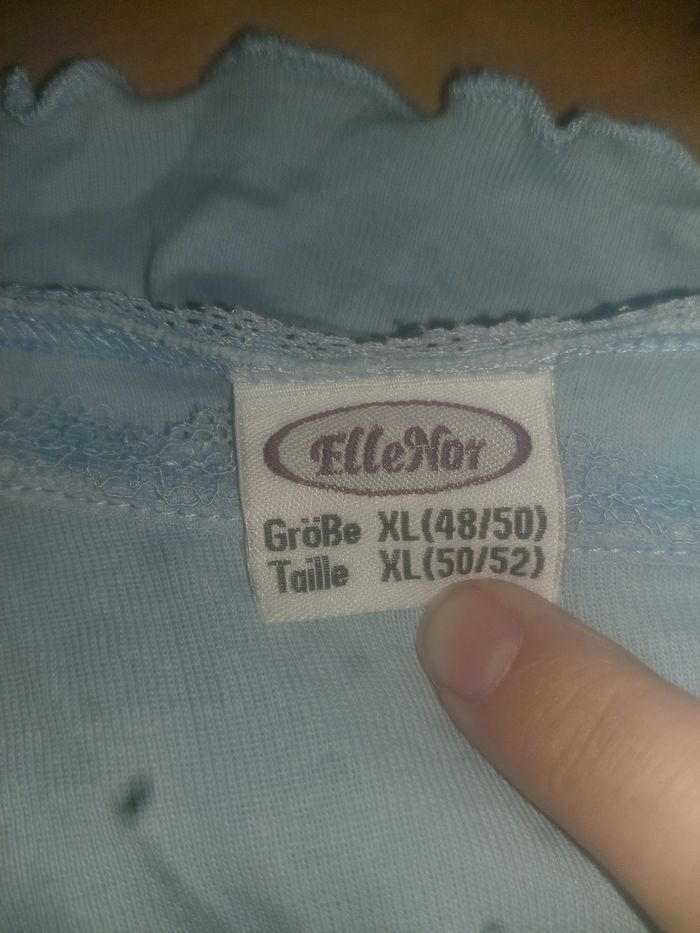 ElleNor
Größe XL(48/50)
Taille XL(50/52)